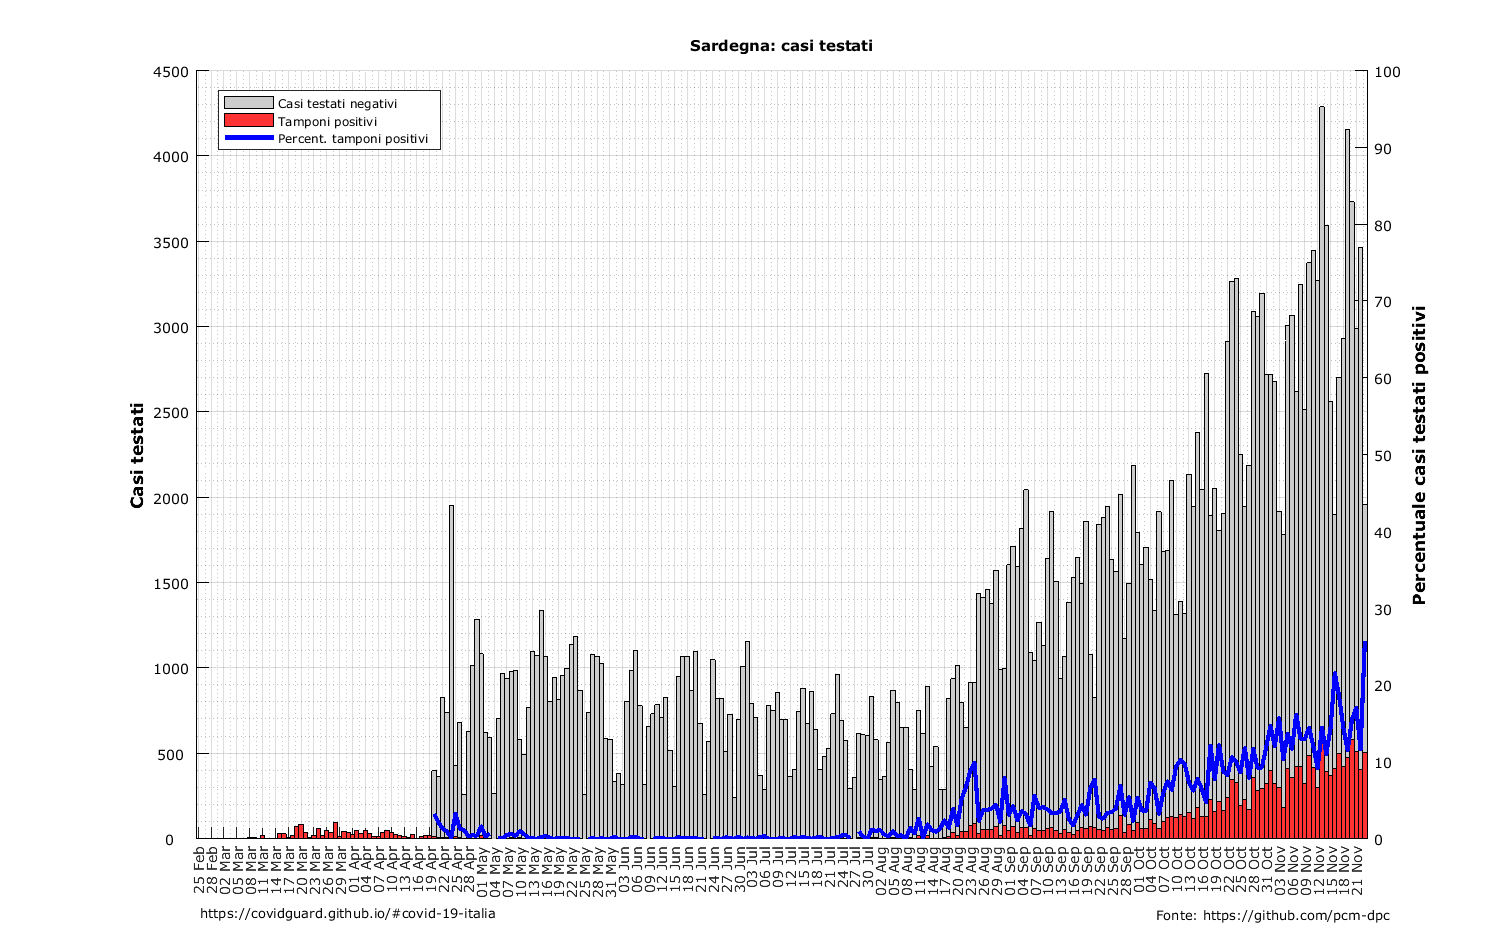 Sardegna: casi testati
4500
4000
3500
3000
2500
2000
1500
1000
500
0
100
90
80
70
60
50
40
30
20
10
0
Casi testati negativi
Tamponi positivi
Percent. tamponi positivi
Casi testati
Percentuale casi testati positivi
25 Feb
28 Feb
02 Mar
05 Mar
08 Mar
11 Mar
14 Mar
17 Mar
20 Mar
23 Mar
26 Mar
29 Mar
01 Apr
04 Apr
07 Apr
10 Apr
13 Apr
16 Apr
19 Apr
22 Apr
25 Apr
28 Apr
01 May
04 May
07 May
10 May
13 May
16 May
19 May
22 May
25 May
28 May
31 May
03 Jun
06 Jun
09 Jun
12 Jun
15 Jun
18 Jun
21 Jun
24 Jun
27 Jun
30 Jun
03 Jul
06 Jul
09 Jul
12 Jul
15 Jul
18 Jul
21 Jul
24 Jul
27 Jul
30 Jul
02 Aug
05 Aug
08 Aug
11 Aug
14 Aug
17 Aug
20 Aug
23 Aug
26 Aug
29 Aug
01 Sep
04 Sep
07 Sep
10 Sep
13 Sep
16 Sep
19 Sep
22 Sep
25 Sep
28 Sep
01 Oct
04 Oct
07 Oct
10 Oct
13 Oct
16 Oct
19 Oct
22 Oct
25 Oct
28 Oct
31 Oct
03 Nov
06 Nov
09 Nov
12 Nov
15 Nov
18 Nov
21 Nov
https://covidguard.github.io/#covid-19-italia
Fonte: https://github.com/pcm-dpc